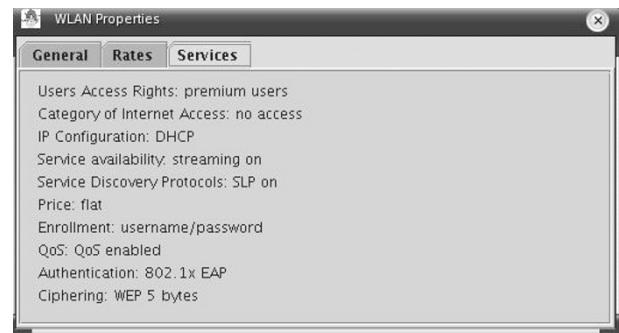 WLAN Properties
General Rates Services
Users Access Rights: premium users
Category of Internet Access: no access
IP Configuration: DHCP
Service availability: streaming on
Service Discovery Protocols: SLP on
Price: flat
Enrollment: username/password
QoS: QoS enabled
Authentication: 802.1x EAP
Ciphering: WEP 5 bytes